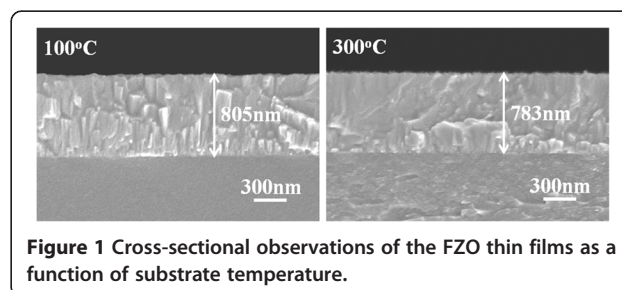 100°C
805nm
300nm
300°C
783nm
300nm
Figure 1 Cross-sectional observations of the FZO thin films as a
function of substrate temperature.